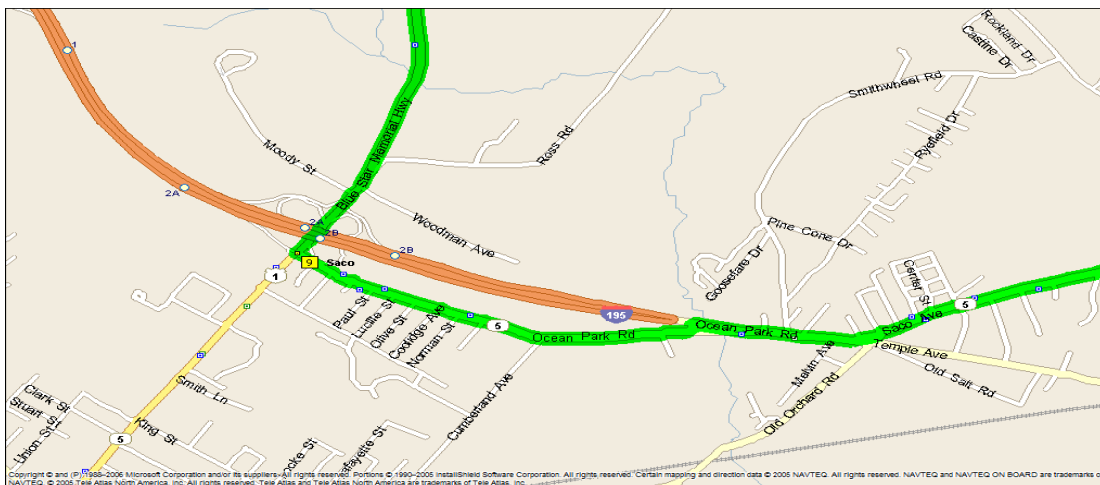 1
Rockland Dr
Castine Dr
Smithwheel Rd
Blue Star Memorial Hwy
Ross Rd
Ryefield Dr
Moody St
2A
Woodman Ave
Pine Cone Dr
2A
2B
2B
Goosefare Dr
9
Saco
1
Center St
5
195
Paul St
Lucille St
Olive St
Coolidge Ave
Norman St
5
Ocean Park Rd
Ocean Park Rd
Saco Ave
Temple Ave
Melvin Ave
Old Salt Rd
Old Orchard Rd
Smith Ln
Cumberland Ave
Clark St
Stuart St
Union St
King St
5
ocke St
afayette St
Copyright © and (P) 1988–2006 Microsoft Corporation and/or its suppliers. All rights reserved. Portions © 1990–2005 InstallShield Software Corporation. All rights reserved. Certain mapping and direction data © 2005 NAVTEQ. All rights reserved. NAVTEQ and NAVTEQ ON BOARD are trademarks o
NAVTEQ. © 2005 Tele Atlas North America, Inc. All rights reserved. Tele Atlas and Tele Atlas North America are trademarks of Tele Atlas, Inc.